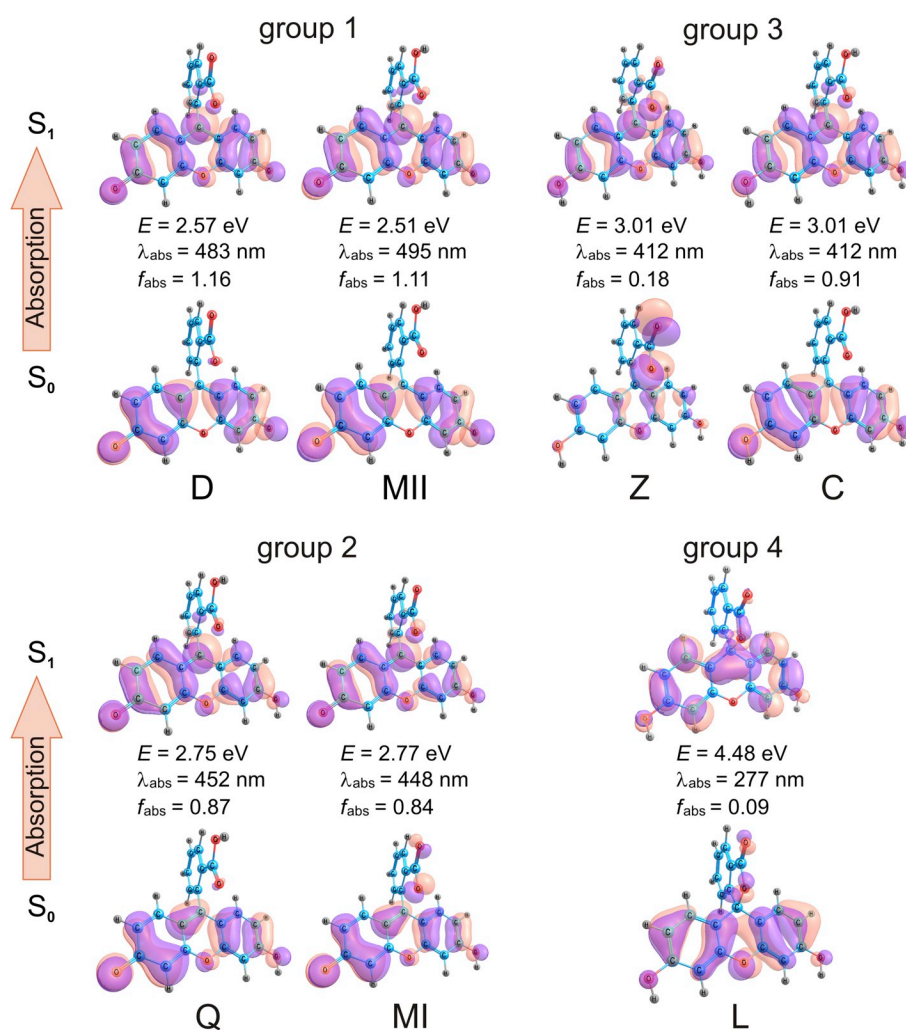 group 1
group 3
S1
Absorption
S0
E = 2.57 eV
λabs = 483 nm
fabs = 1.16
E = 2.51 eV
λabs = 495 nm
fabs = 1.11
E = 3.01 eV
λabs = 412 nm
fabs = 0.18
E = 3.01 eV
λabs = 412 nm
fabs = 0.91
D
MII
Z
C
group 2
group 4
S1
Absorption
S0
E = 2.75 eV
λabs = 452 nm
fabs = 0.87
E = 2.77 eV
λabs = 448 nm
fabs = 0.84
E = 4.48 eV
λabs = 277 nm
fabs = 0.09
Q
MI
L